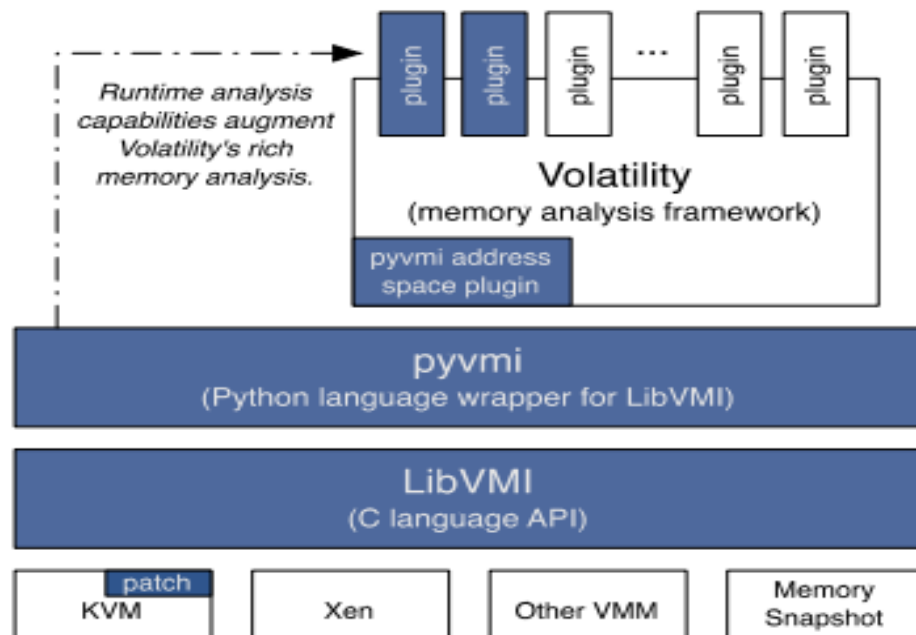 plugin
plugin
plugin
...
plugin
plugin
Runtime analysis
capabilities augment
Volatility's rich
memory analysis.
Volatility
(memory analysis framework)
pyvmi address
space plugin
pyvmi
(Python language wrapper for LibVMI)
LibVMI
(C language API)
patch
KVM
Xen
Other VMM
Memory
Snapshot